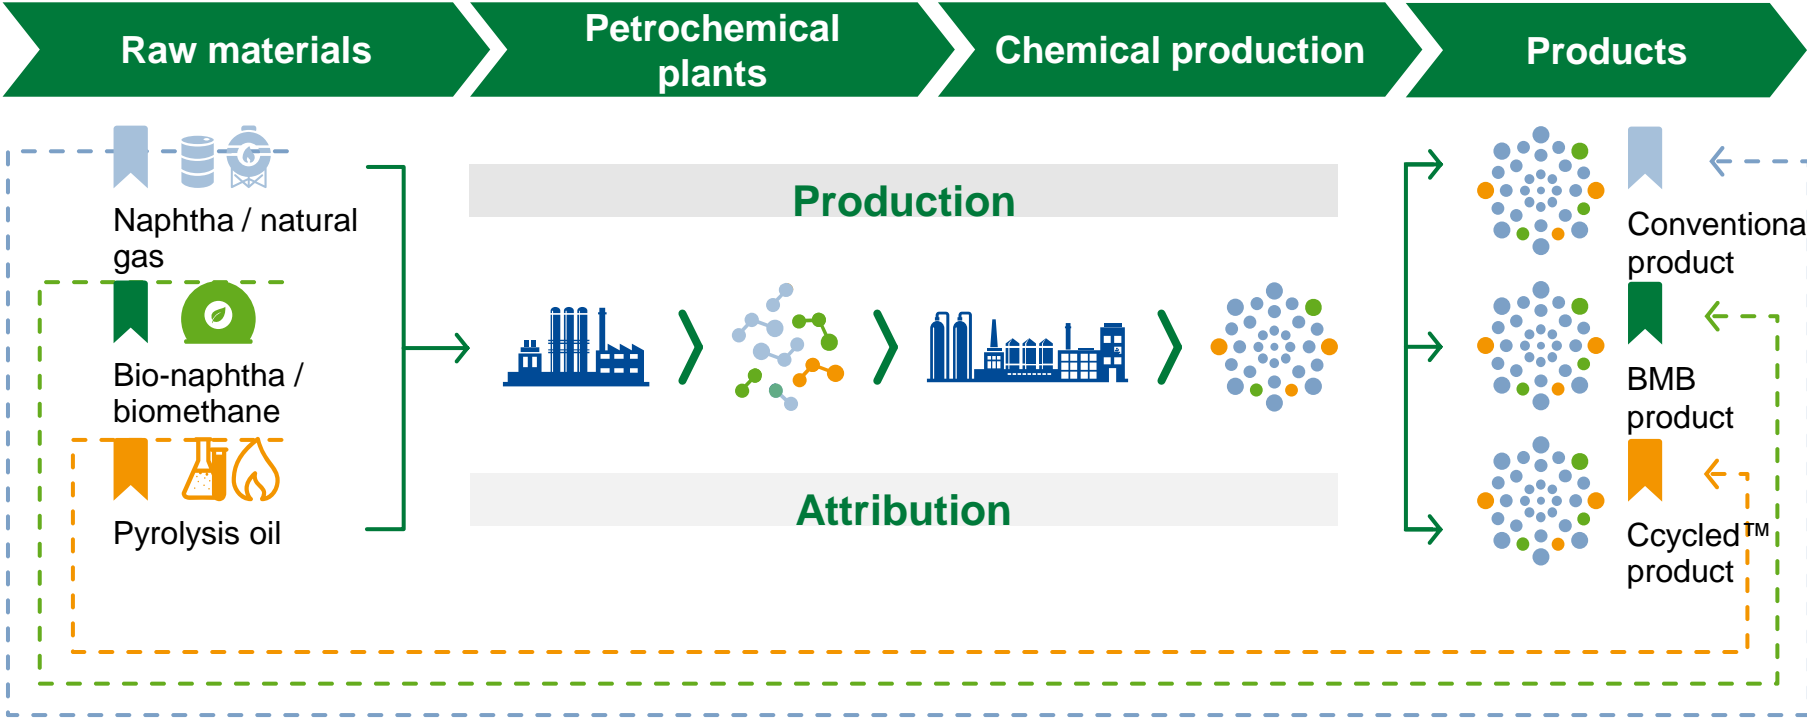 Raw materials
Petrochemical
plants
Chemical production
Products
Naphtha / natural
gas
Bio-naphtha /
biomethane
Pyrolysis oil
Production
Attribution
Conventiona
product
BMB
product
Ccycled™
product